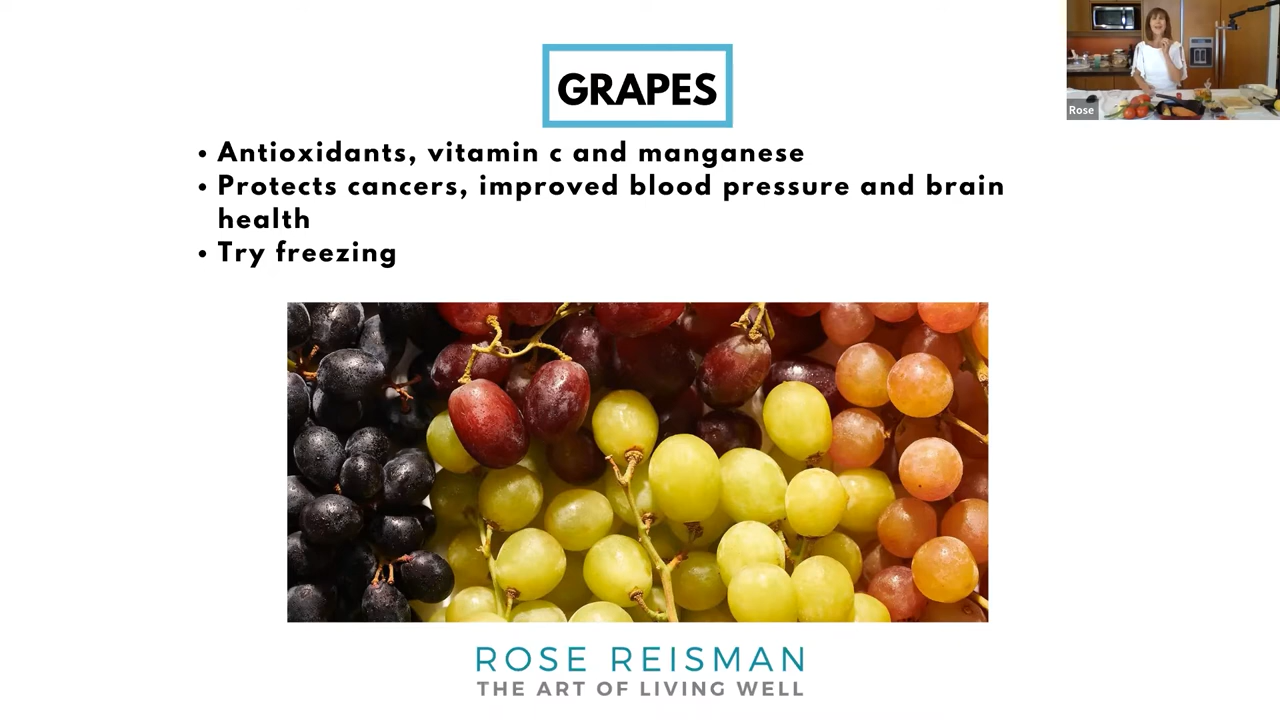 GRAPES
Rose
• Antioxidants, vitamin c and manganese
• Protects cancers, improved blood pressure and brain
health
• Try freezing
ROSE REISMAN
THE ART OF LIVING WELL